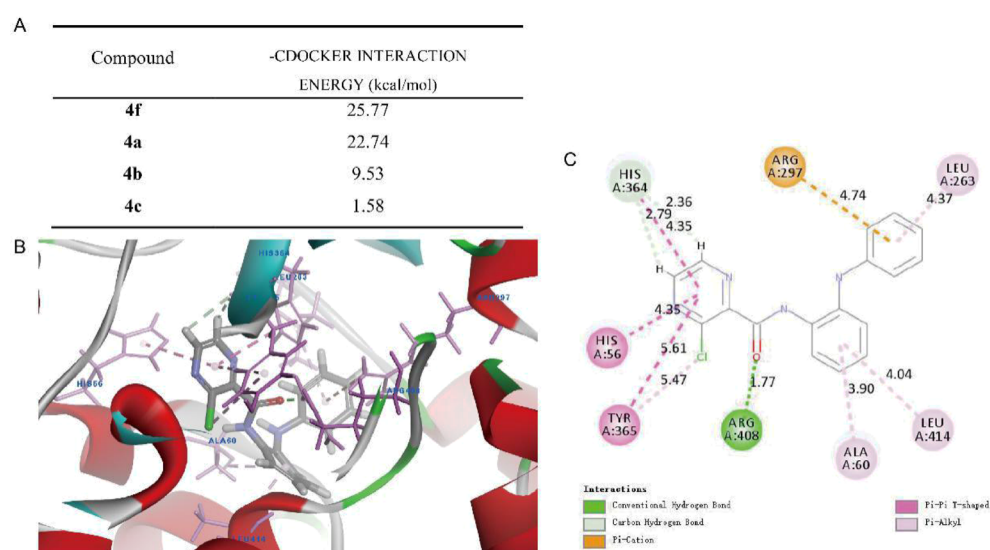 A
Compound
-CDOCKER INTERACTION
ENERGY (kcal/mol)
4f 25.77
4a 22.74
4b 9.53
4c 1.58
B
HIS364
HIS56
ALA60
C
HIS
A:364
ARG
A:297
LEU
A:263
4.74
4.37
2.36
2.79
4.35
H
H
N
N
N
N
4.35
HIS
A:56
5.61
Cl
O
5.47
1.77
3.90
4.04
TYR
A:365
ARG
A:408
LEU
A:414
ALA
A:60
Interactions
Conventional Hydrogen Bond
Carbon Hydrogen Bond
Pi-Cation
Pi-Pi T-shaped
Pi-Alkyl